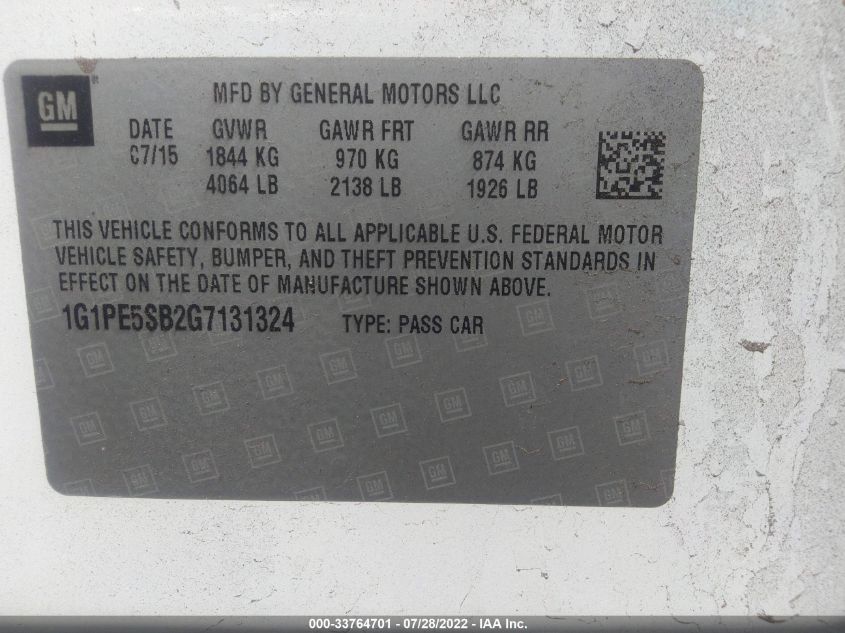 GM
MFD BY GENERAL MOTORS LLC
DATE GVWR GAWR FRT GAWR RR
07/15 1844 KG 970 KG 874 KG
4064 LB 2138 LB 1926 LB
THIS VEHICLE CONFORMS TO ALL APPLICABLE U.S. FEDERAL MOTOR
VEHICLE SAFETY, BUMPER, AND THEFT PREVENTION STANDARDS IN
EFFECT ON THE DATE OF MANUFACTURE SHOWN ABOVE.
1G1PE5SB2G7131324 TYPE: PASS CAR
000-33764701 - 07/28/2022 - IAA Inc.